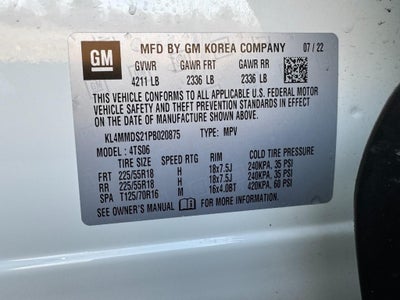 GM
MFD BY GM KOREA COMPANY 07 / 22
GVWR GAWR FRT GAWR RR
4211 LB 2336 LB 2336 LB
THIS VEHICLE CONFORMS TO ALL APPLICABLE U.S. FEDERAL MOTOR
VEHICLE SAFETY AND THEFT PREVENTION STANDARDS IN EFFECT ON
THE DATE OF MANUFACTURE SHOWN ABOVE.
KL4MMDS21PB020875 TYPE: MPV
MODEL: 4TS06
TIRE SIZE SPEED RTG RIM COLD TIRE PRESSURE
FRT 225/55R18 H 18x7.5J 240KPA, 35 PSI
RR 225/55R18 H 18x7.5J 240KPA, 35 PSI
SPA T125/70R16 M 16x4.0BT 420KPA, 60 PSI
SEE OWNER'S MANUAL FOR MORE INFORMATION.